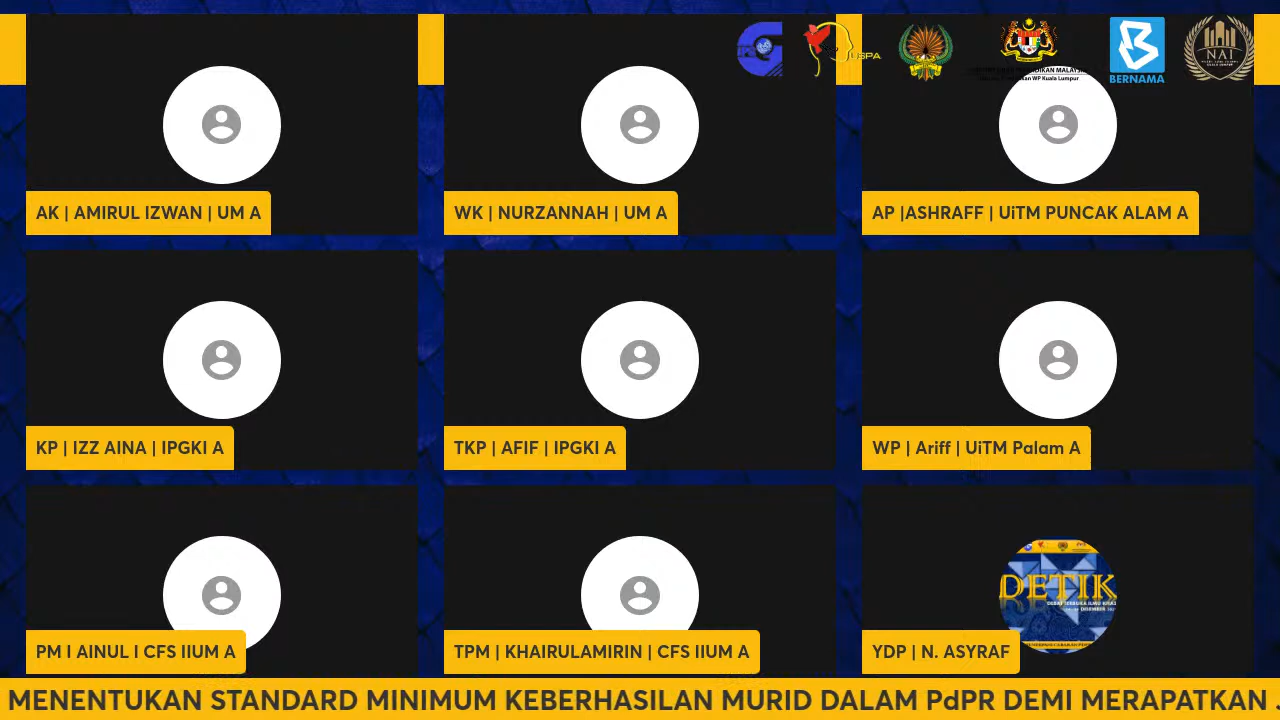 USPA
BERNAMA
NAI
AK | AMIRUL IZWAN | UM A
WK | NURZANNAH | UM A
AP |ASHRAFF | UiTM PUNCAK ALAM A
KP | IZZ AINA | IPGKI A
TKP | AFIF | IPGKI A
WP | Ariff | UiTM Palam A
DETIK
PM I AINUL I CFS IIUM A
TPM | KHAIRULAMIRIN | CFS IIUM A
YDP | N. ASYRAF
MENENTUKAN STANDARD MINIMUM KEBERHASILAN MURID DALAM PdPR DEMI MERAPATKAN